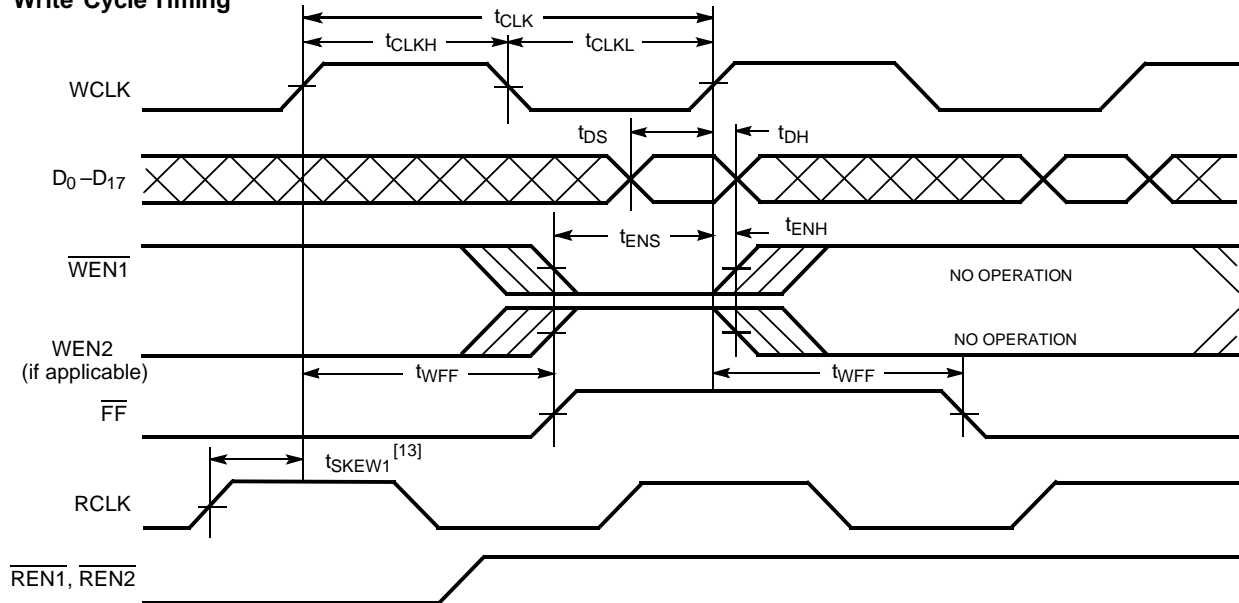 Write Cycle Timing
tCLK
tCLKH
tCLKL
WCLK
tDS
tDH
D0 –D17
tENS
tENH
WEN1
NO OPERATION
WEN2
(if applicable)
NO OPERATION
tWFF
tWFF
FF
tSKEW1 [13]
RCLK
REN1, REN2